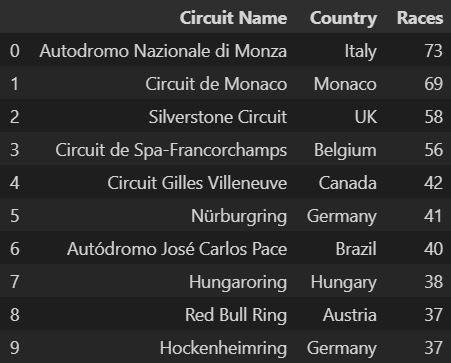 Circuit Name Country Races
0 Autodromo Nazionale di Monza Italy 73
1 Circuit de Monaco Monaco 69
2 Silverstone Circuit UK 58
3 Circuit de Spa-Francorchamps Belgium 56
4 Circuit Gilles Villeneuve Canada 42
5 Nürburgring Germany 41
6 Autódromo José Carlos Pace Brazil 40
7 Hungaroring Hungary 38
8 Red Bull Ring Austria 37
9 Hockenheimring Germany 37